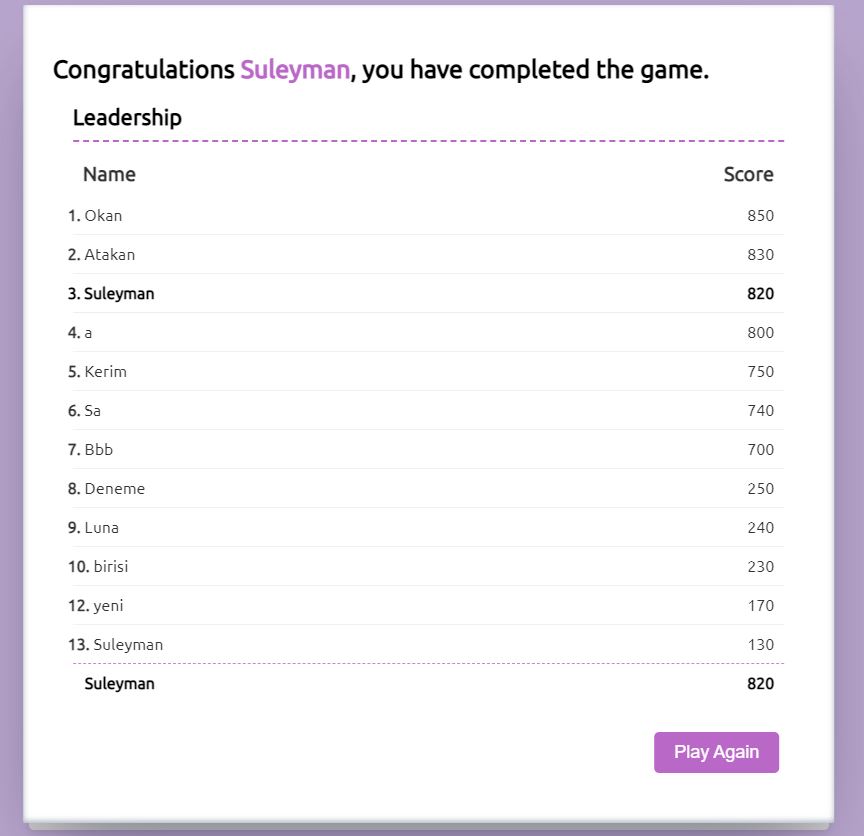 Congratulations Suleyman, you have completed the game.
Leadership
Name Score
1. Okan 850
2. Atakan 830
3. Suleyman 820
4. a 800
5. Kerim 750
6. Sa 740
7. Bbb 700
8. Deneme 250
9. Luna 240
10. birisi 230
12. yeni 170
13. Suleyman 130
Suleyman 820
Play Again